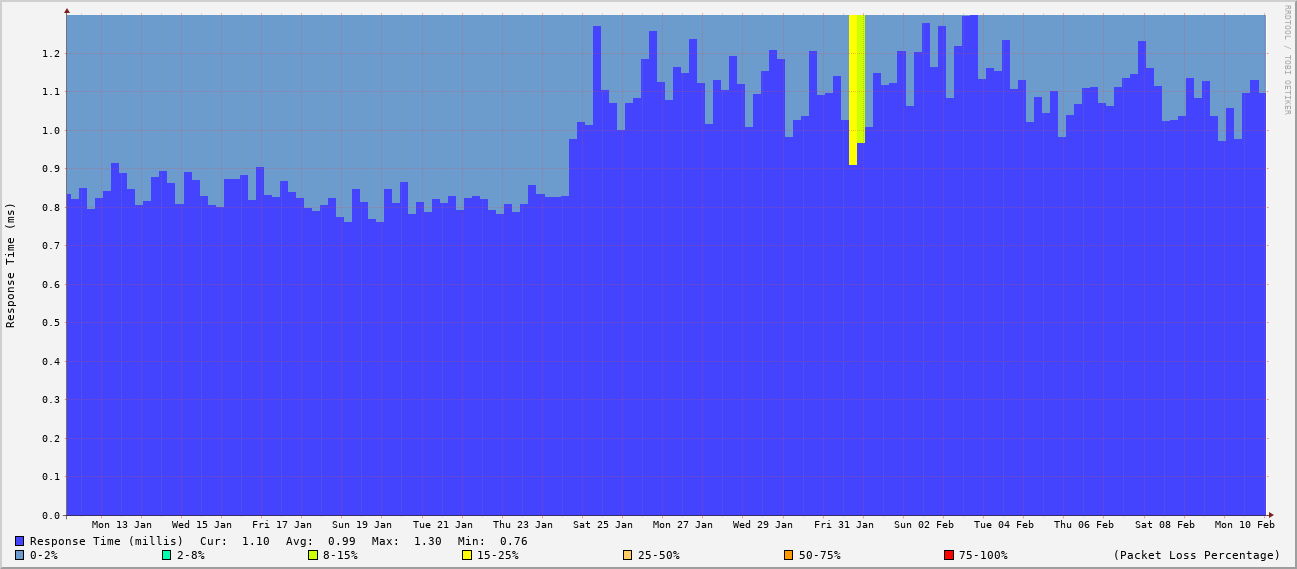 RRDTOOL / TOBI OETIKER
Response Time (ms)
1.2
1.1
1.0
0.9
0.8
0.7
0.6
0.5
0.4
0.3
0.2
0.1
0.0
Mon 13 Jan Wed 15 Jan Fri 17 Jan Sun 19 Jan Tue 21 Jan Thu 23 Jan Sat 25 Jan Mon 27 Jan Wed 29 Jan Fri 31 Jan Sun 02 Feb Tue 04 Feb Thu 06 Feb Sat 08 Feb Mon 10 Feb
Response Time (millis) Cur: 1.10 Avg: 0.99 Max: 1.30 Min: 0.76
0-2% 2-8% 8-15% 15-25% 25-50% 50-75% 75-100% (Packet Loss Percentage)